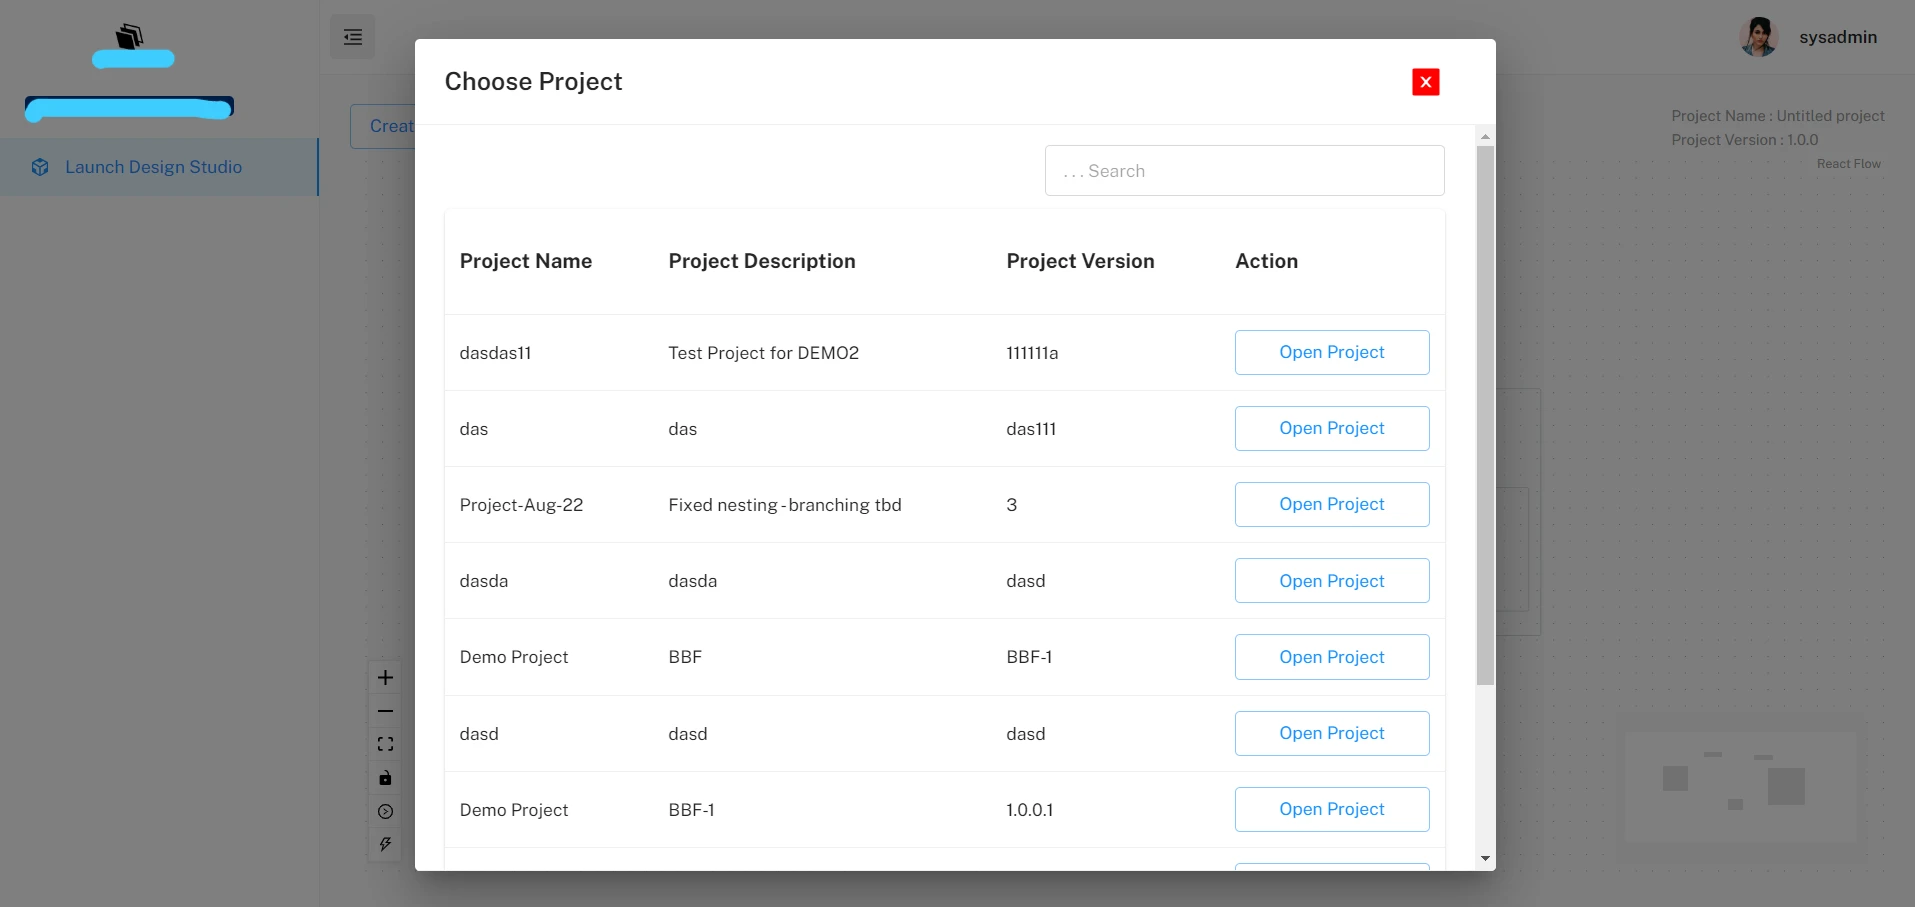 sysadmin
Choose Project
Creat
Project Name : Untitled project
Project Version : 1.0.0
React Flow
Launch Design Studio
. . . Search
Project Name Project Description Project Version Action
dasdas11 Test Project for DEMO2 111111a Open Project
das das das111 Open Project
Project-Aug-22 Fixed nesting - branching tbd 3 Open Project
dasda dasda dasd Open Project
Demo Project BBF BBF-1 Open Project
dasd dasd dasd Open Project
Demo Project BBF-1 1.0.0.1 Open Project